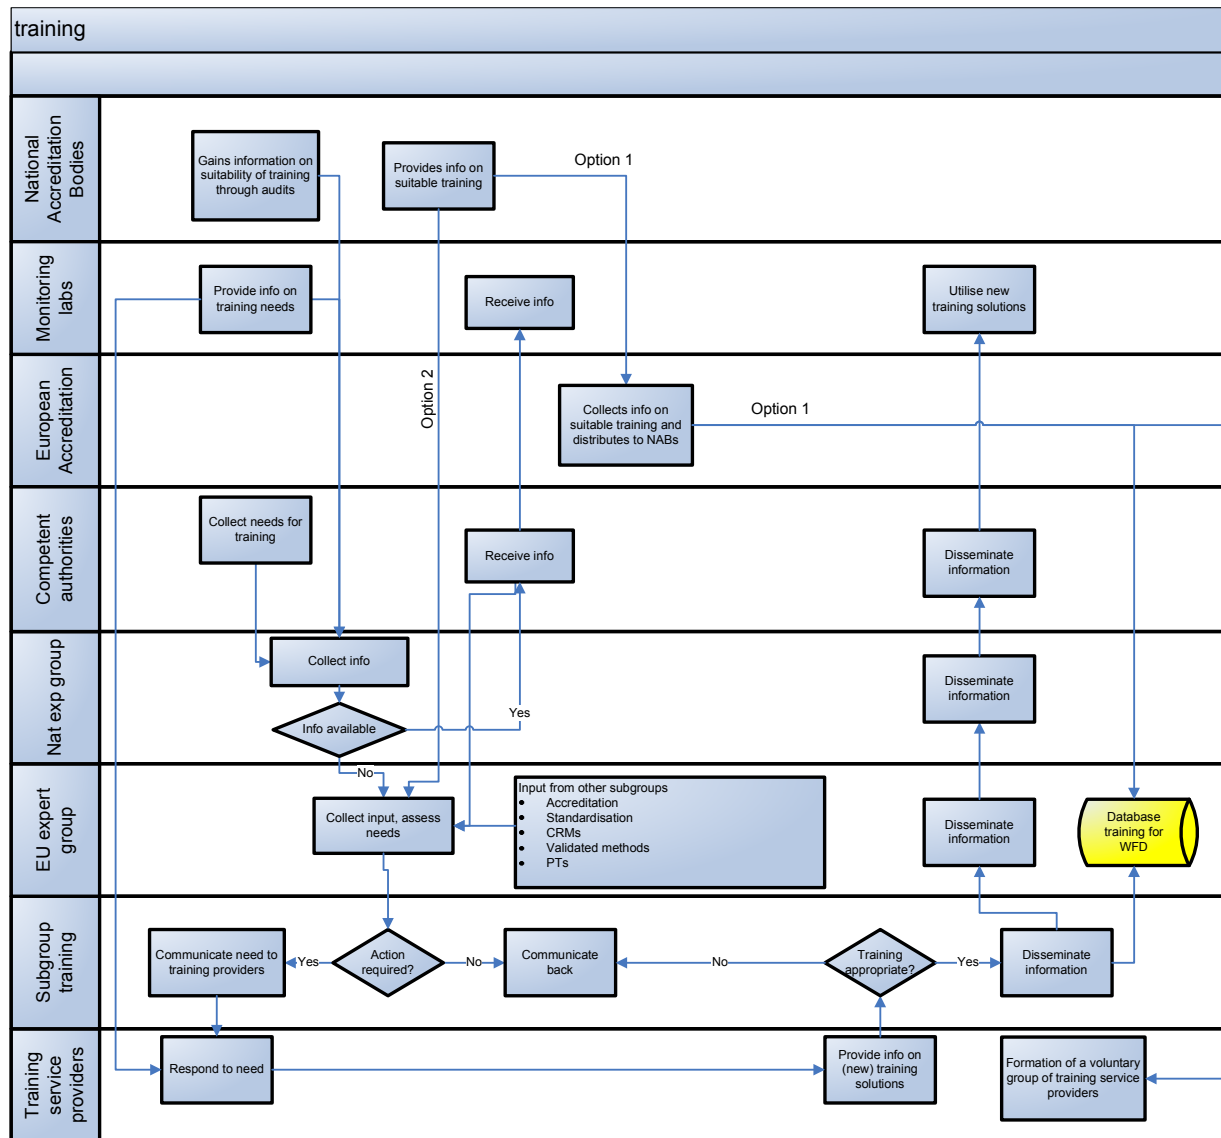 training
National
Accreditation
Bodies
Gains information on
suitability of training
through audits
Provides info on
suitable training
Option 1
Monitoring
labs
Provide info on
training needs
Receive info
Utilise new
training solutions
European
Accreditation
Option 2
Collects info on
suitable training and
distributes to NABs
Option 1
Competent
authorities
Collect needs for
training
Receive info
Disseminate
information
Nat exp group
Collect info
Info available
Yes
No
Disseminate
information
EU expert
group
Collect input, assess
needs
Input from other subgroups
• Accreditation
• Standardisation
• CRMs
• Validated methods
• PTs
Disseminate
information
Database
training for
WFD
Subgroup
training
Communicate need to
training providers
Yes
Action
required?
No
Communicate
back
No
Training
appropriate?
Yes
Disseminate
information
Training
service
providers
Respond to need
Provide info on
(new) training
solutions
Formation of a voluntary
group of training service
providers